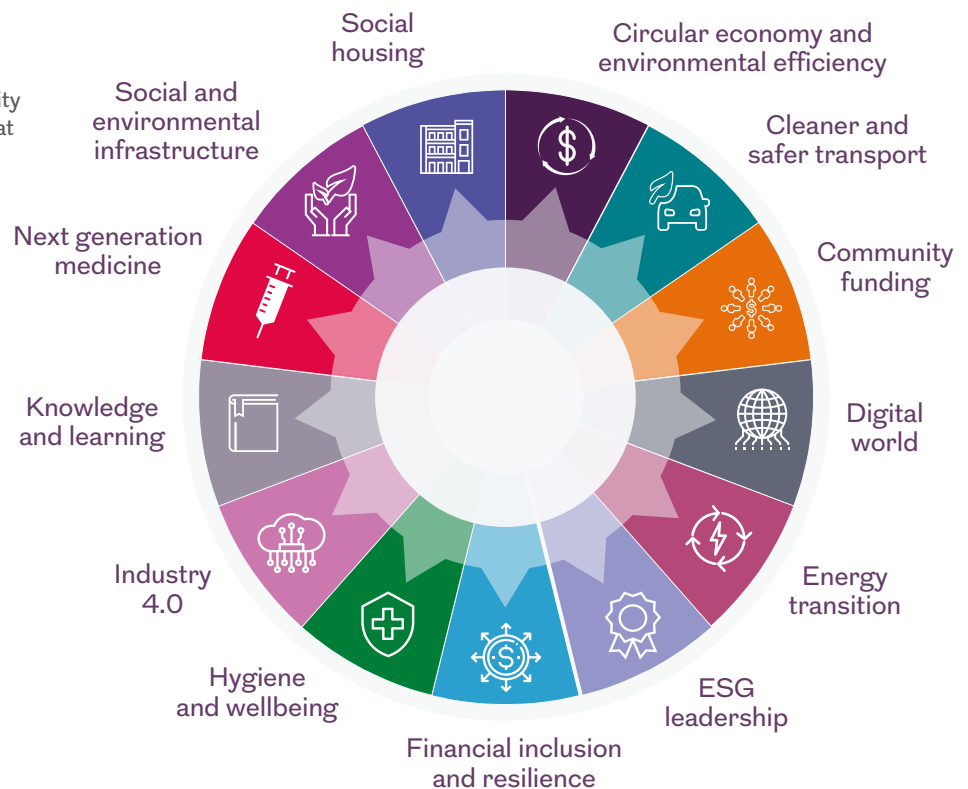 Social
housing
Circular economy and
environmental efficiency
Cleaner and
safer transport
Community
funding
Digital
world
Energy
transition
ESG
leadership
Financial inclusion
and resilience
Hygiene
and wellbeing
Industry
4.0
Knowledge
and learning
Next generation
medicine
Social and
environmental
infrastructure
ity
at
$
$
$